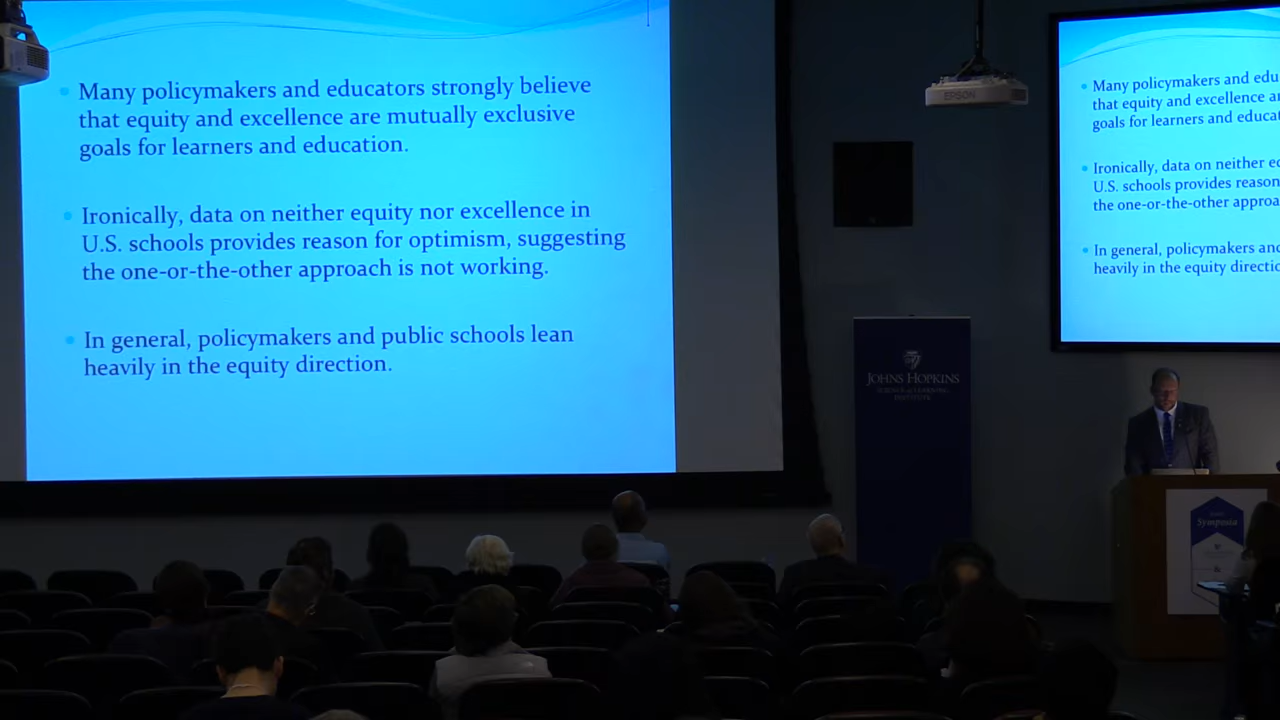 Many policymakers and educators strongly believe
that equity and excellence are mutually exclusive
goals for learners and education.
Ironically, data on neither equity nor excellence in
U.S. schools provides reason for optimism, suggesting
the one-or-the-other approach is not working.
In general, policymakers and public schools lean
heavily in the equity direction.
EPSON
Many policymakers and edu
that equity and excellence a
goals for learners and educat
Ironically, data on neither e
U.S. schools provides reason
the one-or-the-other approa
In general, policymakers and
heavily in the equity directio
JOHNS HOPKINS
SCIENCE of LEARNING
INSTITUTE
Symposia